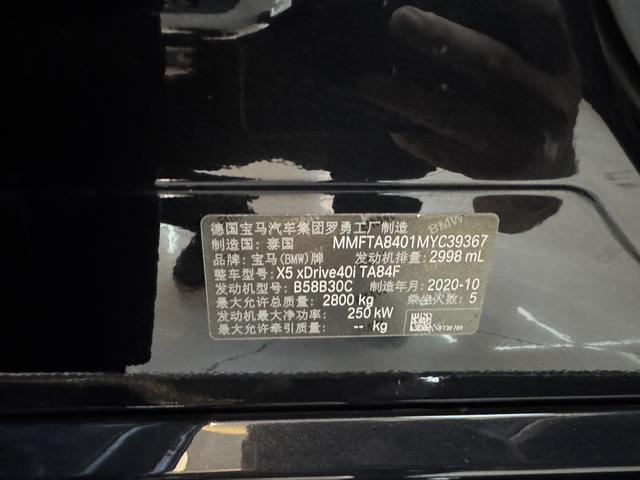 德国宝马汽车集团罗勇工厂制造
制造国：泰国 MMFTA8401MYC39367
品牌：宝马(BMW)牌 发动机排量：2998 mL
整车型号：X5 xDrive40i TA84F
发动机型号：B58B30C 制造年月：2020-10
最大允许总质量：2800 kg 乘坐人数：5
发动机最大净功率：250 kW
最大允许牵引质量：-- kg